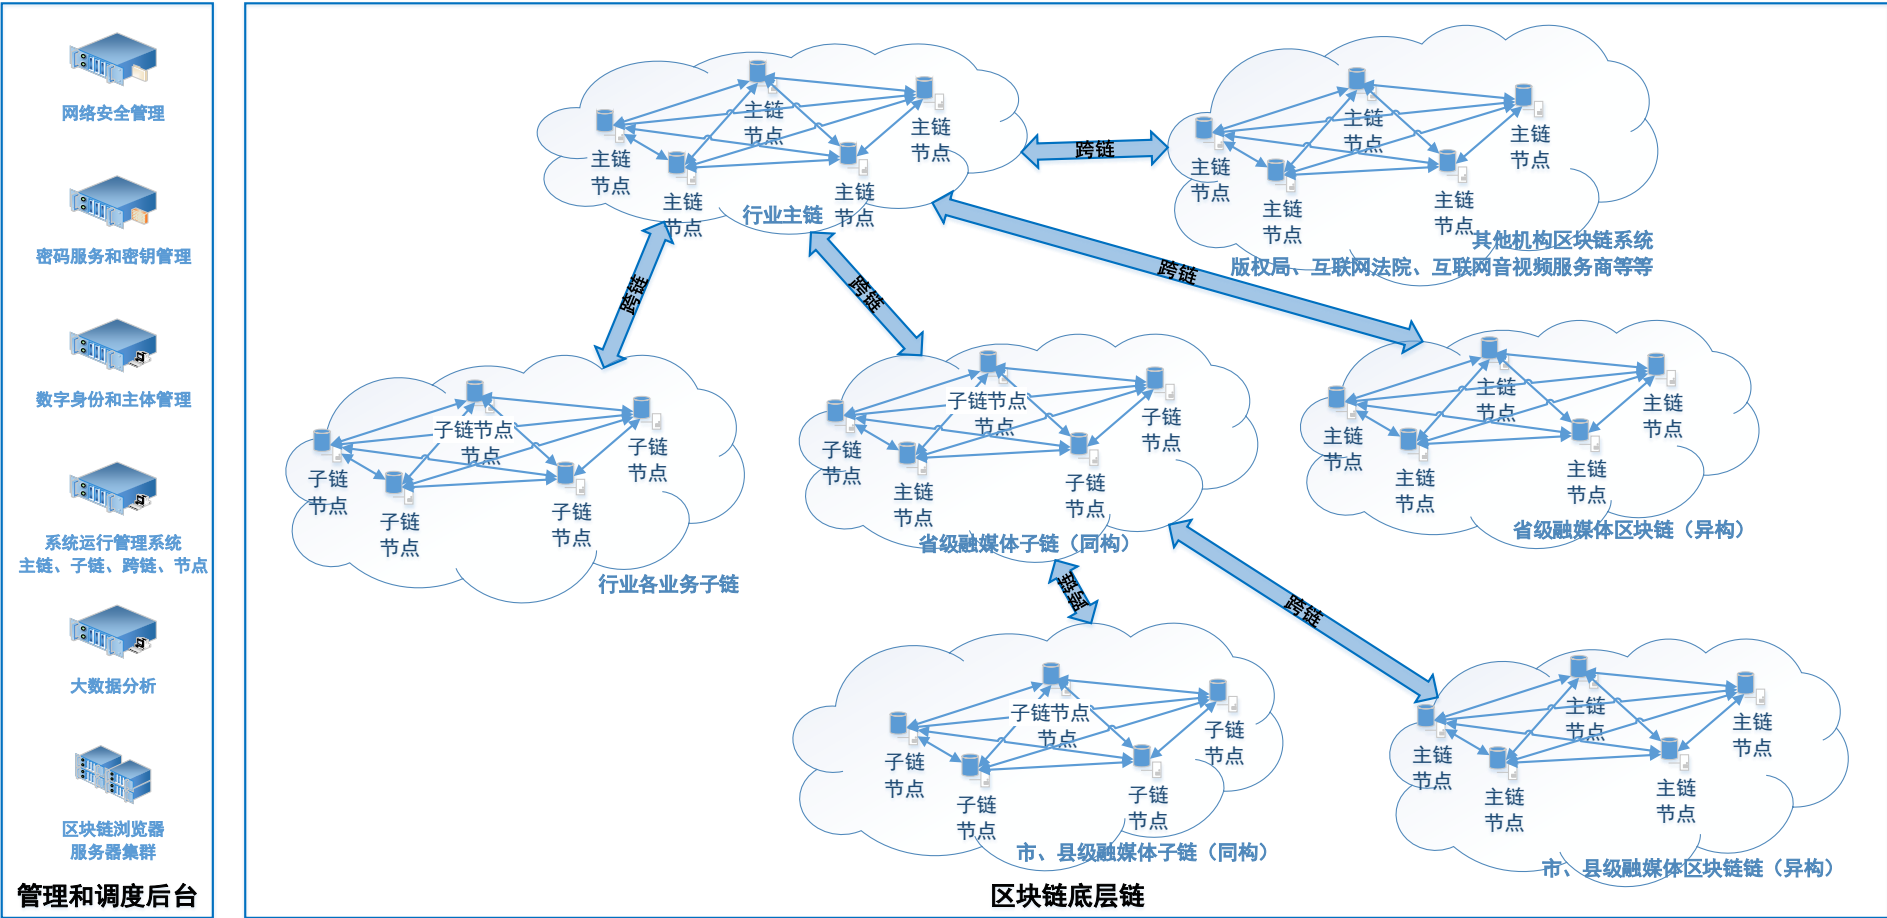 网络安全管理
密码服务和密钥管理
数字身份和主体管理
系统运行管理系统
主链、子链、跨链、节点
大数据分析
区块链浏览器
服务器集群
管理和调度后台
主链
节点
主链
节点
主链
节点
主链
节点
主链
节点
行业主链
跨链
主链
节点
主链
节点
主链
节点
主链
节点
主链
节点
其他机构区块链系统
版权局、互联网法院、互联网音视频服务商等等
跨链
跨链
跨链
子链节点
节点
子链
节点
子链
节点
子链
节点
子链
节点
行业各业务子链
子链节点
节点
子链
节点
子链
节点
主链
节点
子链
节点
省级融媒体子链（同构）
主链
节点
主链
节点
主链
节点
主链
节点
主链
节点
省级融媒体区块链（异构）
跨链
跨链
子链节点
节点
子链
节点
子链
节点
子链
节点
子链
节点
市、县级融媒体子链（同构）
主链
节点
主链
节点
主链
节点
主链
节点
主链
节点
市、县级融媒体区块链链（异构）
区块链底层链